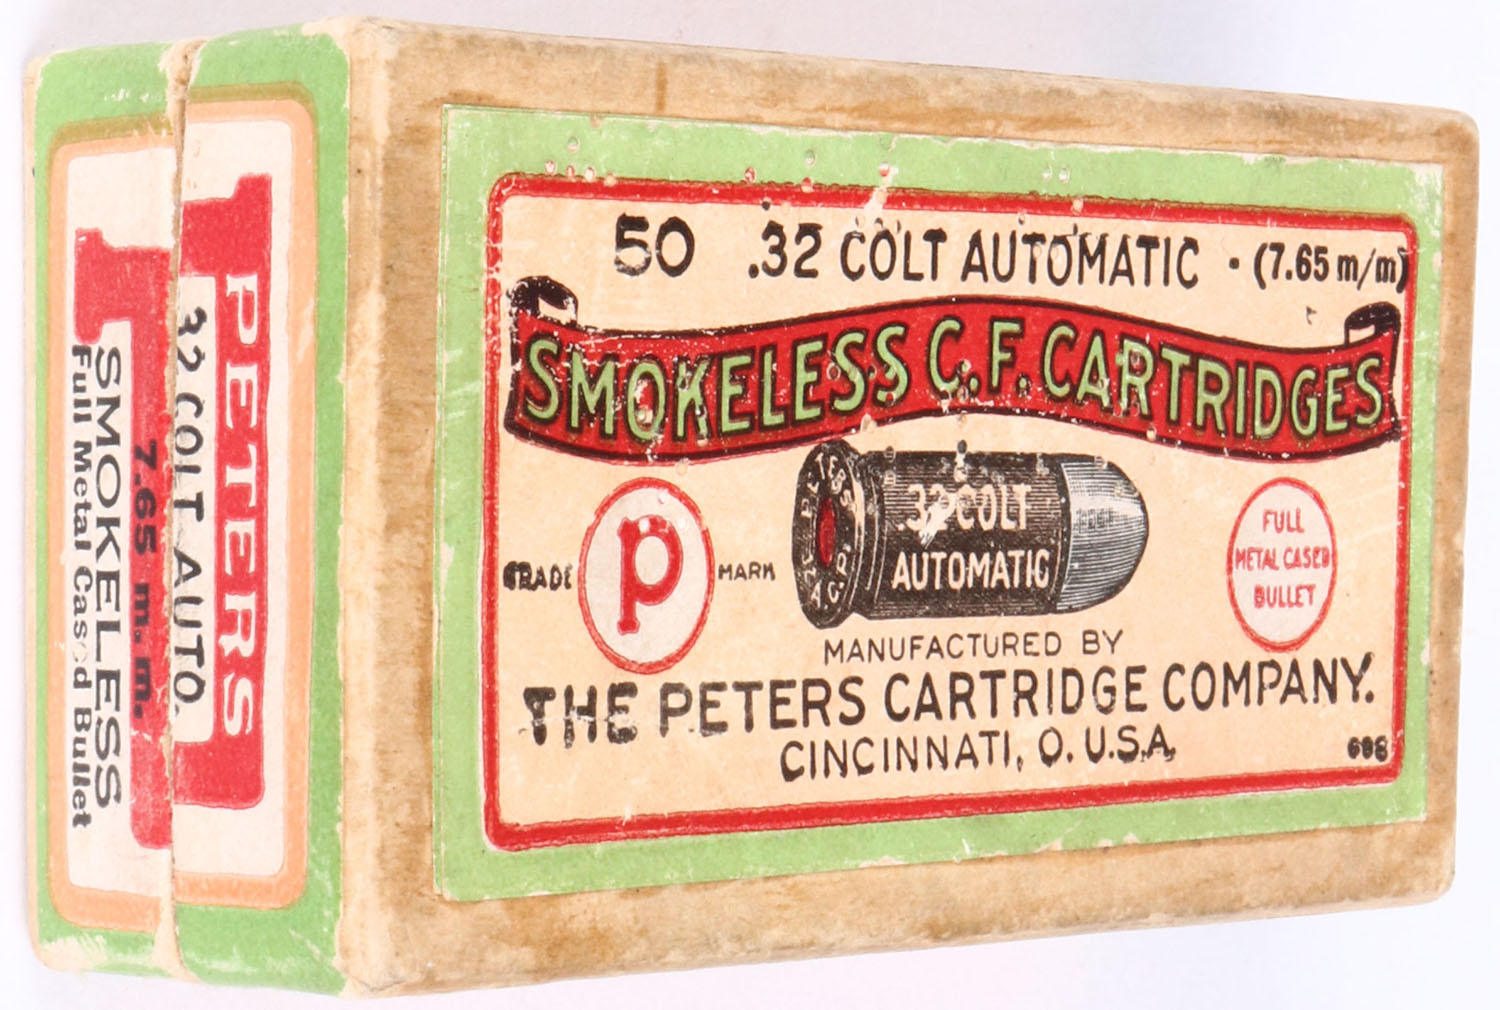 50 .32 COLT AUTOMATIC · (7.65 m/m)
SMOKELESS C.F. CARTRIDGES
PETERS
.32 COLT
AUTOMATIC
P
TRADE MARK
FULL
METAL CASED
BULLET
MANUFACTURED BY
THE PETERS CARTRIDGE COMPANY.
CINCINNATI, O. U.S.A.
PETERS
32 COLT AUTO.
7.65 m.m.
SMOKELESS
Full Metal Cased Bullet